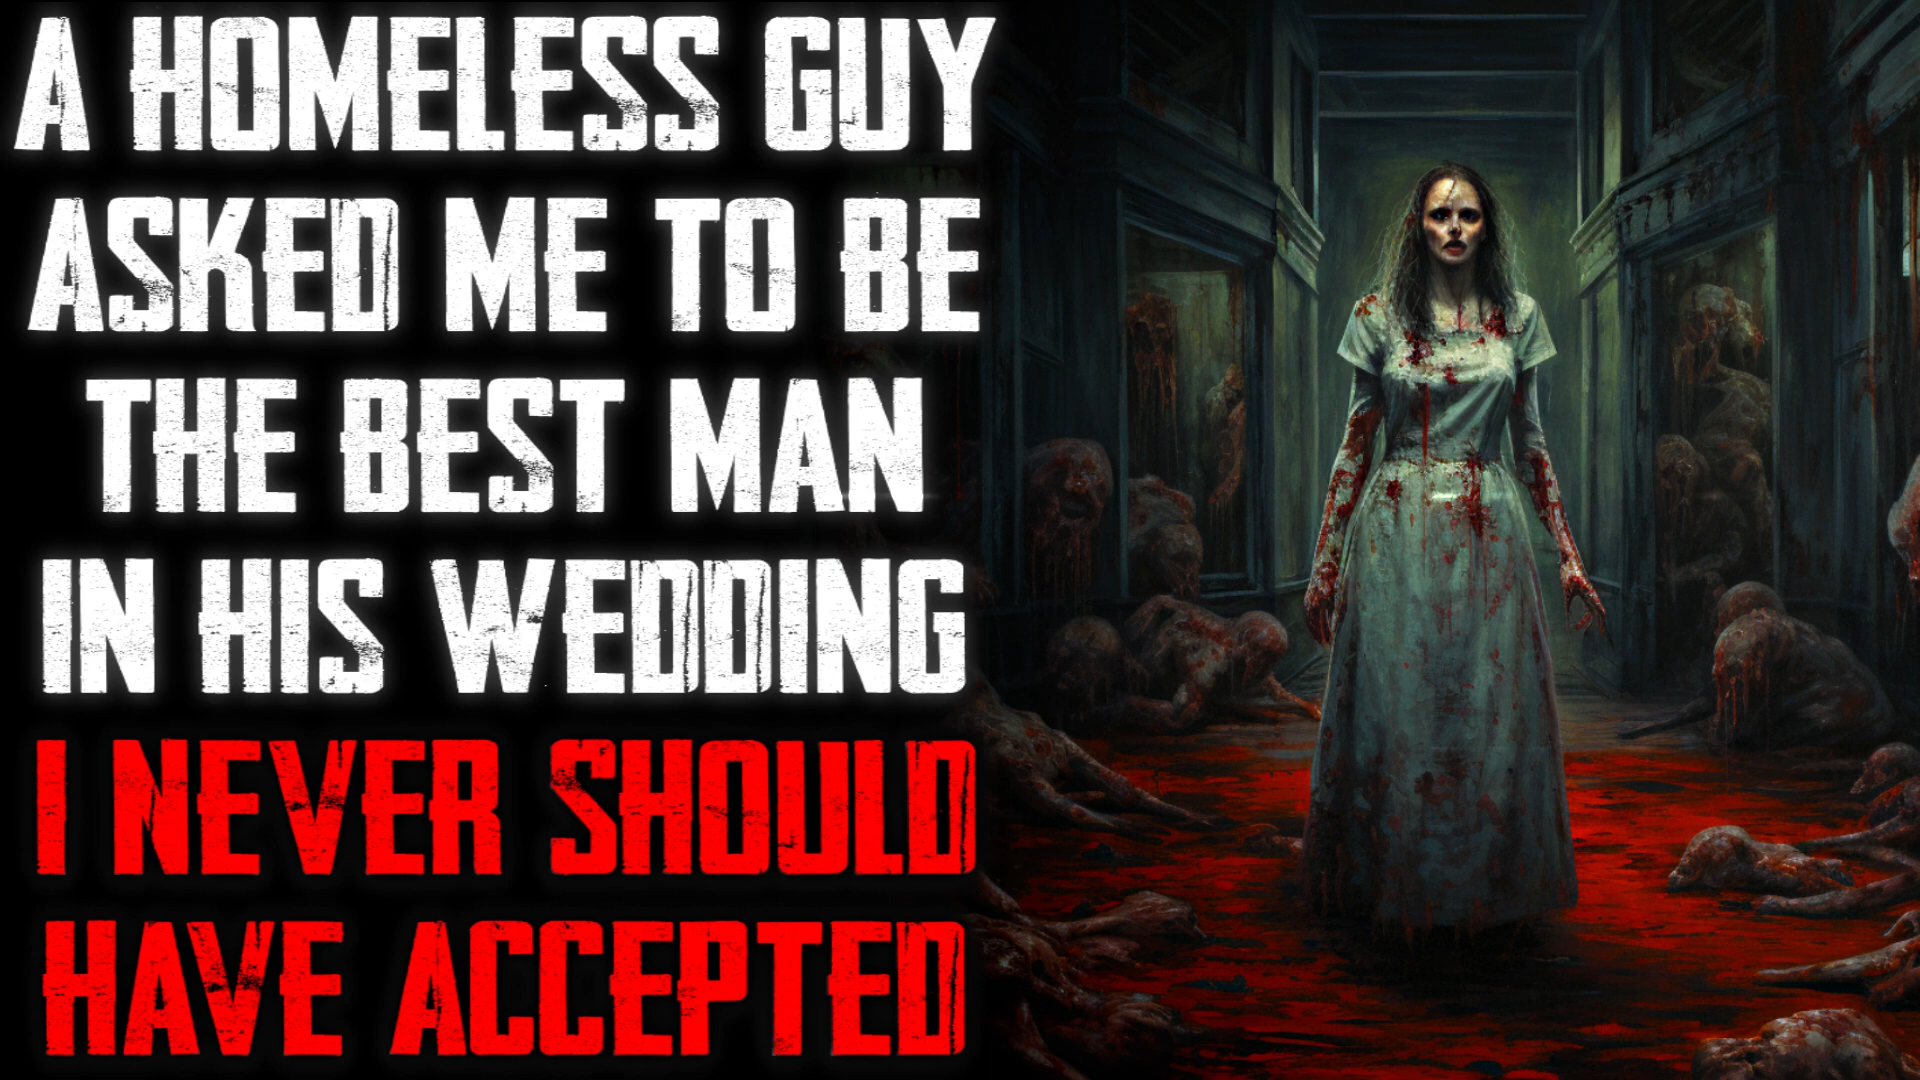 A HOMELESS GUY
ASKED ME TO BE
THE BEST MAN
IN HIS WEDDING
I NEVER SHOULD
HAVE ACCEPTED